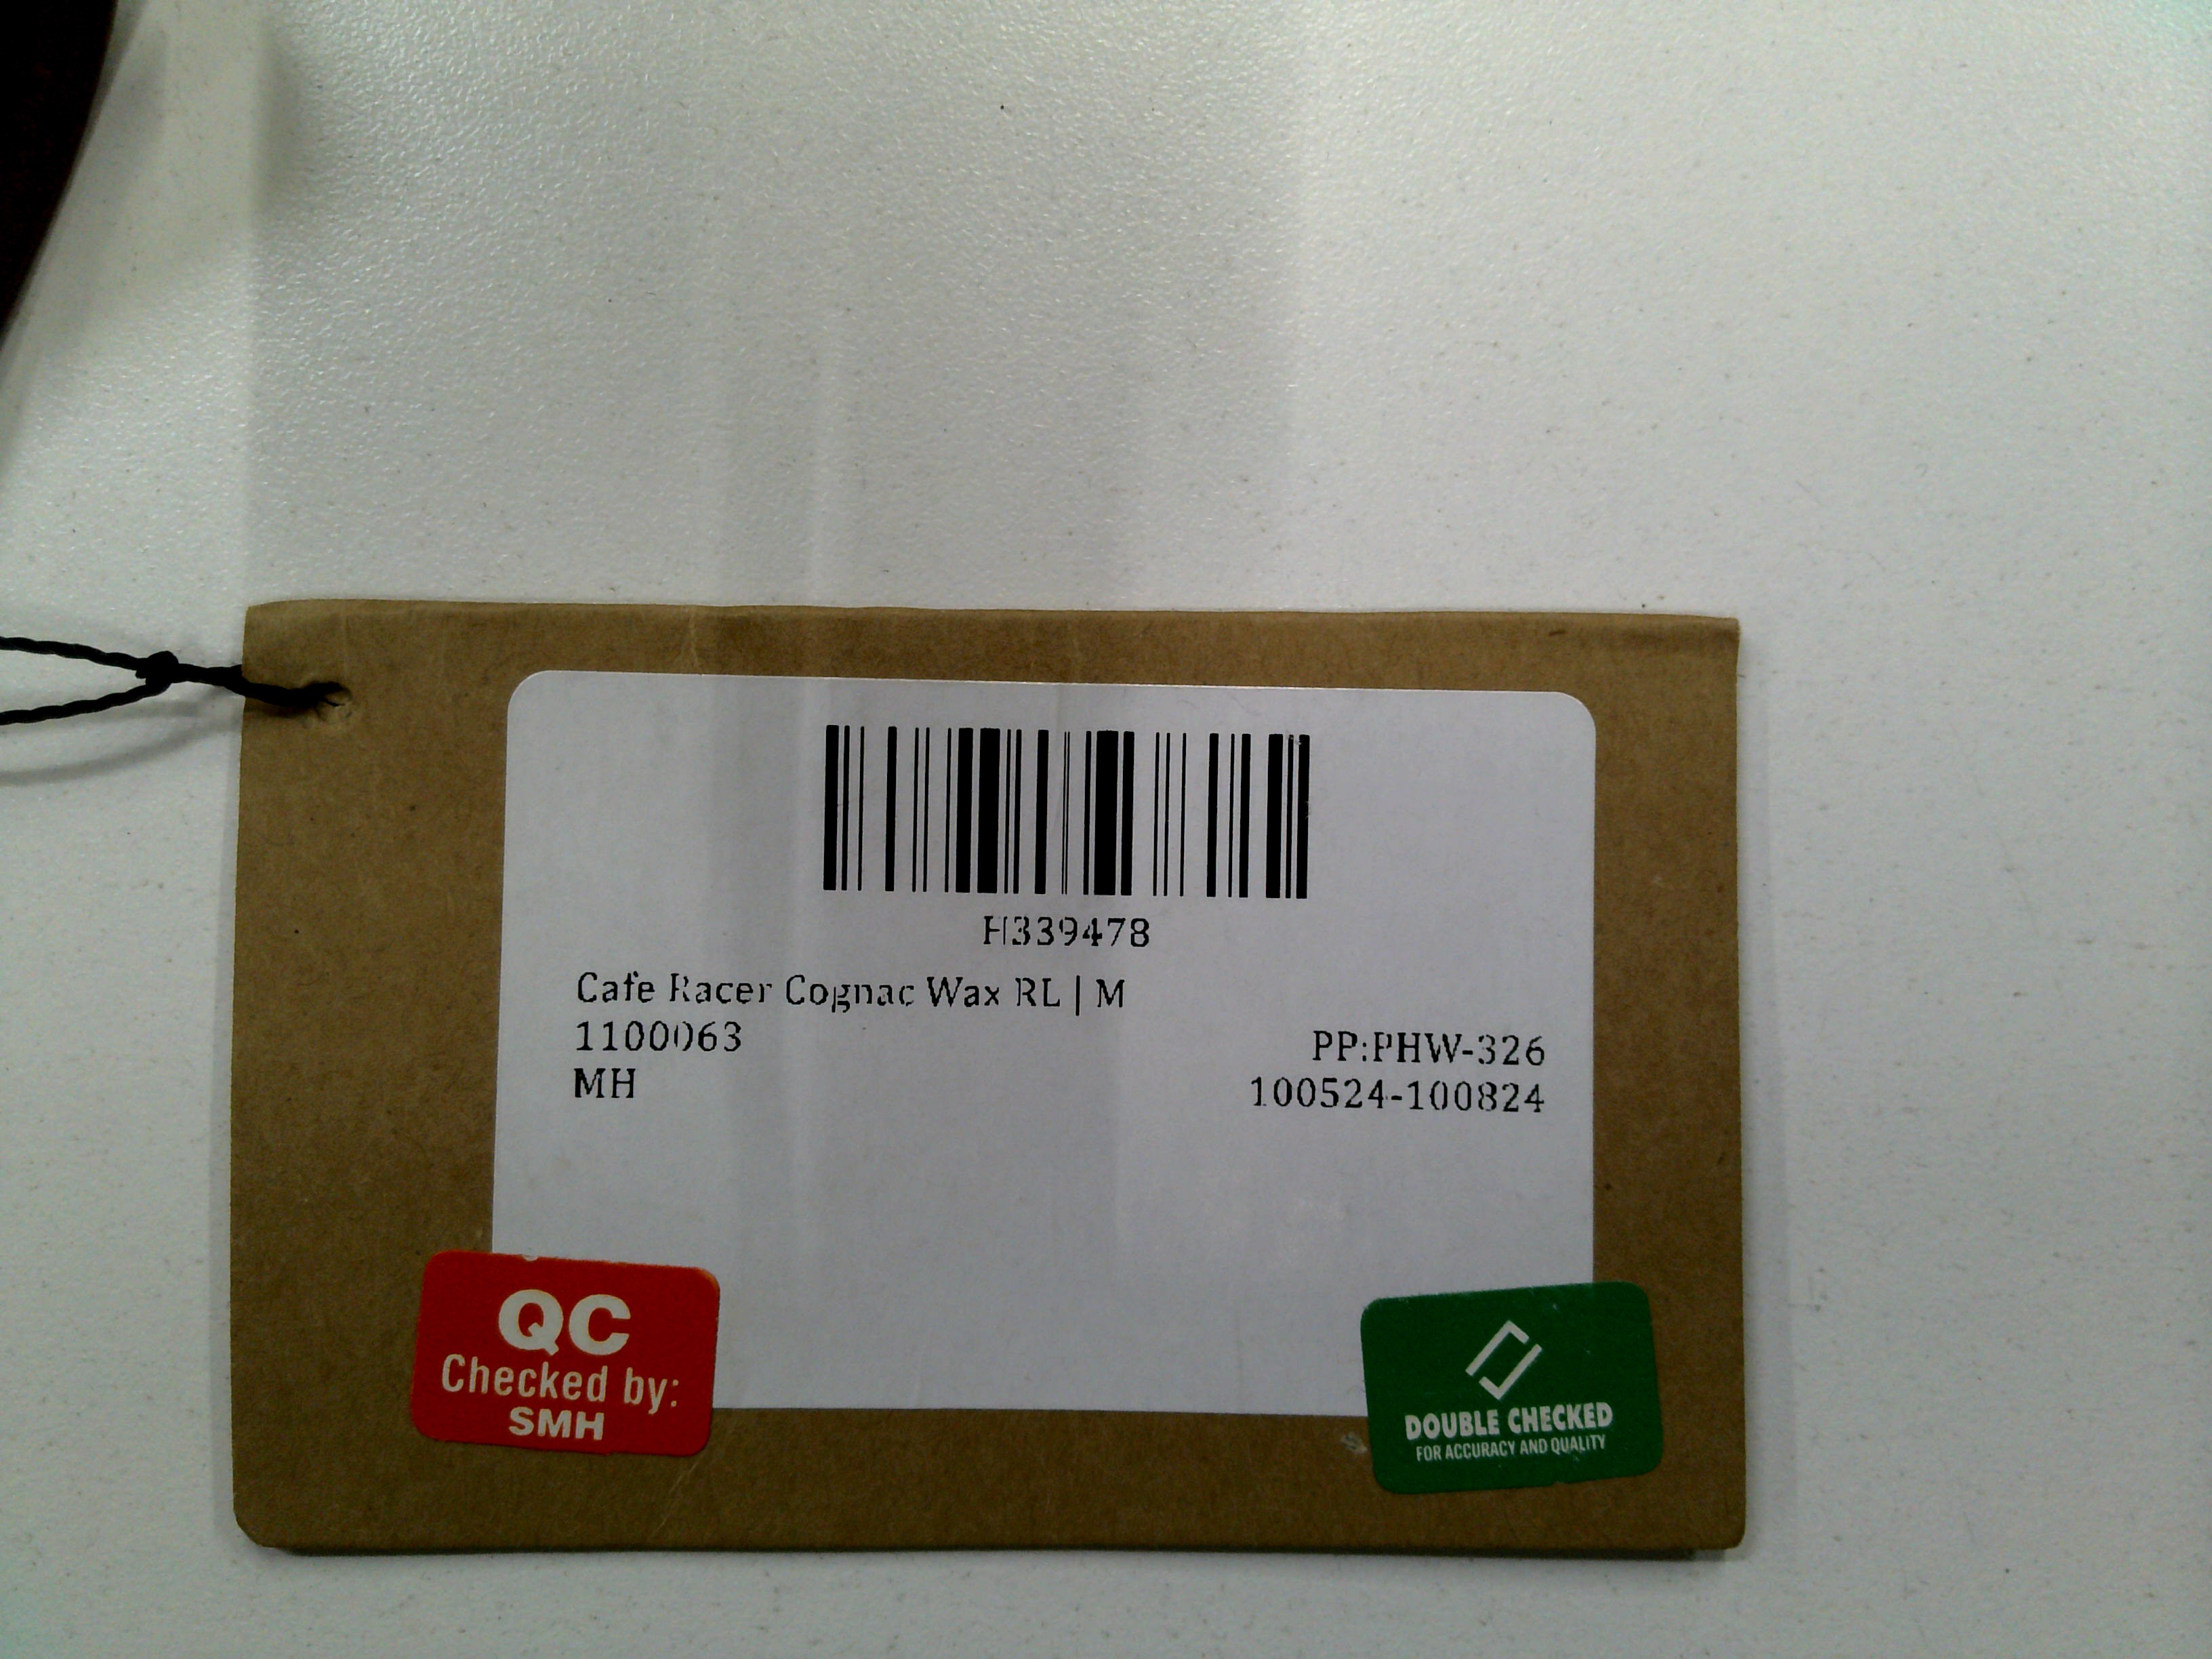 H339478
Cafe Racer Cognac Wax RL | M
1100063
PP:PHW-326
MH
100524-100824
QC
Checked by:
SMH
DOUBLE CHECKED
FOR ACCURACY AND QUALITY